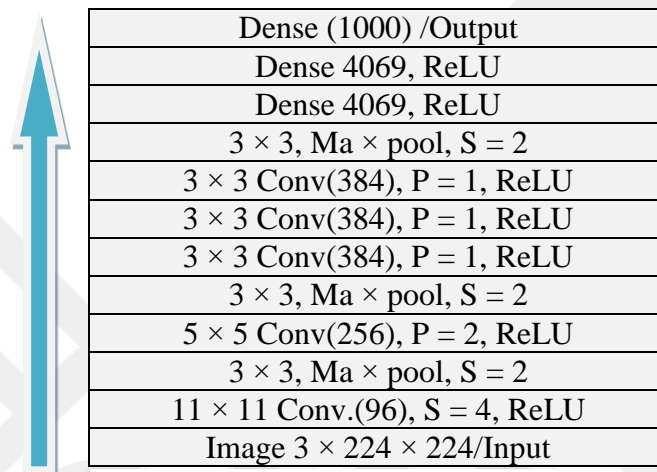 Dense (1000) /Output
Dense 4069, ReLU
Dense 4069, ReLU
3 × 3, Ma × pool, S = 2
3 × 3 Conv(384), P = 1, ReLU
3 × 3 Conv(384), P = 1, ReLU
3 × 3 Conv(384), P = 1, ReLU
3 × 3, Ma × pool, S = 2
5 × 5 Conv(256), P = 2, ReLU
3 × 3, Ma × pool, S = 2
11 × 11 Conv.(96), S = 4, ReLU
Image 3 × 224 × 224/Input